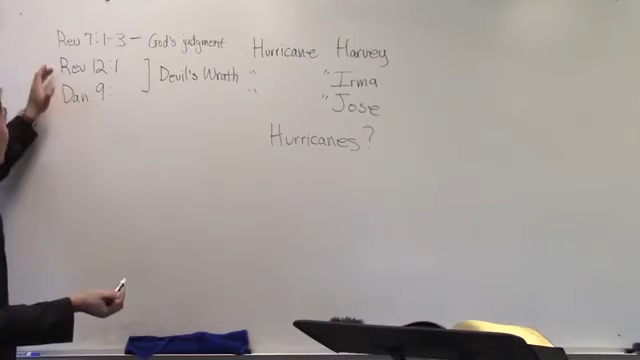 Rev 7:1-3 – God's judgment
Rev 12:1
Dan 9:
] Devil's Wrath
Hurricane Harvey
" " Irma
" " Jose
Hurricanes?